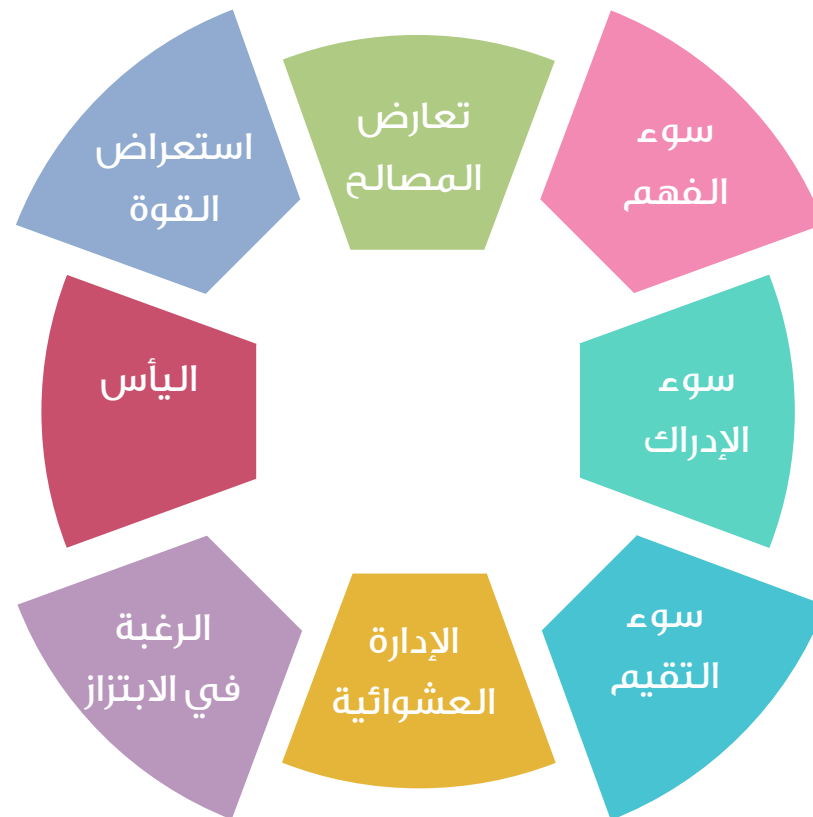 سوء
الفهم
سوء
الإدراك
سوء
التقيم
الإدارة
العشوائية
الرغبة
في الابتزاز
اليأس
استعراض
القوة
تعارض
المصالح